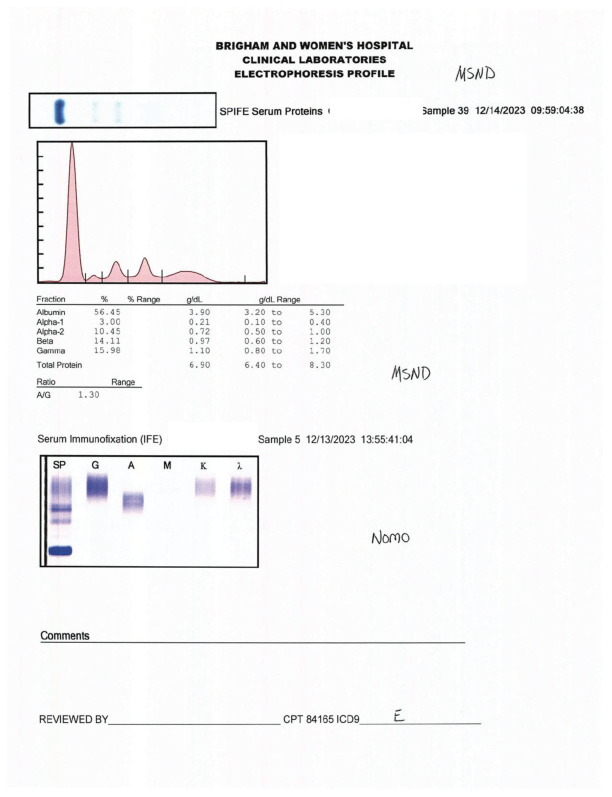 BRIGHAM AND WOMEN'S HOSPITAL
CLINICAL LABORATORIES
ELECTROPHORESIS PROFILE
MSND
SPIFE Serum Proteins Sample 39 12/14/2023 09:59:04:38
Fraction % % Range g/dL g/dL Range
Albumin 56.45 3.90 3.20 to 5.30
Alpha-1 3.00 0.21 0.10 to 0.40
Alpha-2 10.45 0.72 0.50 to 1.00
Beta 14.11 0.97 0.60 to 1.20
Gamma 15.98 1.10 0.80 to 1.70
Total Protein 6.90 6.40 to 8.30
MSND
Ratio Range
A/G 1.30
Serum Immunofixation (IFE) Sample 5 12/13/2023 13:55:41:04
SP G A M K λ
NOMO
Comments
REVIEWED BY CPT 84165 ICD9 E